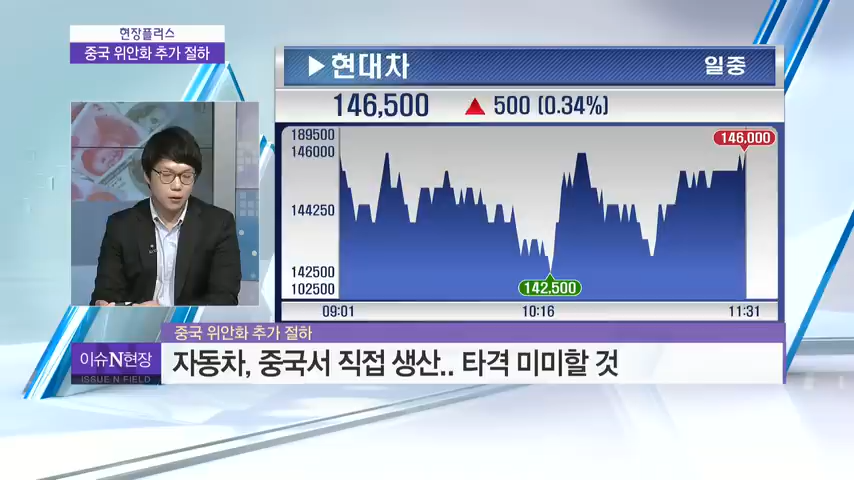 현장플러스
중국 위안화 추가 절하
▶현대차 일중
146,500 ▲ 500 (0.34%)
189500
146000
144250
142500
102500
146,000
142,500
09:01 10:16 11:31
중국 위안화 추가 절하
이슈N현장
ISSUE N FIELD
자동차, 중국서 직접 생산.. 타격 미미할 것